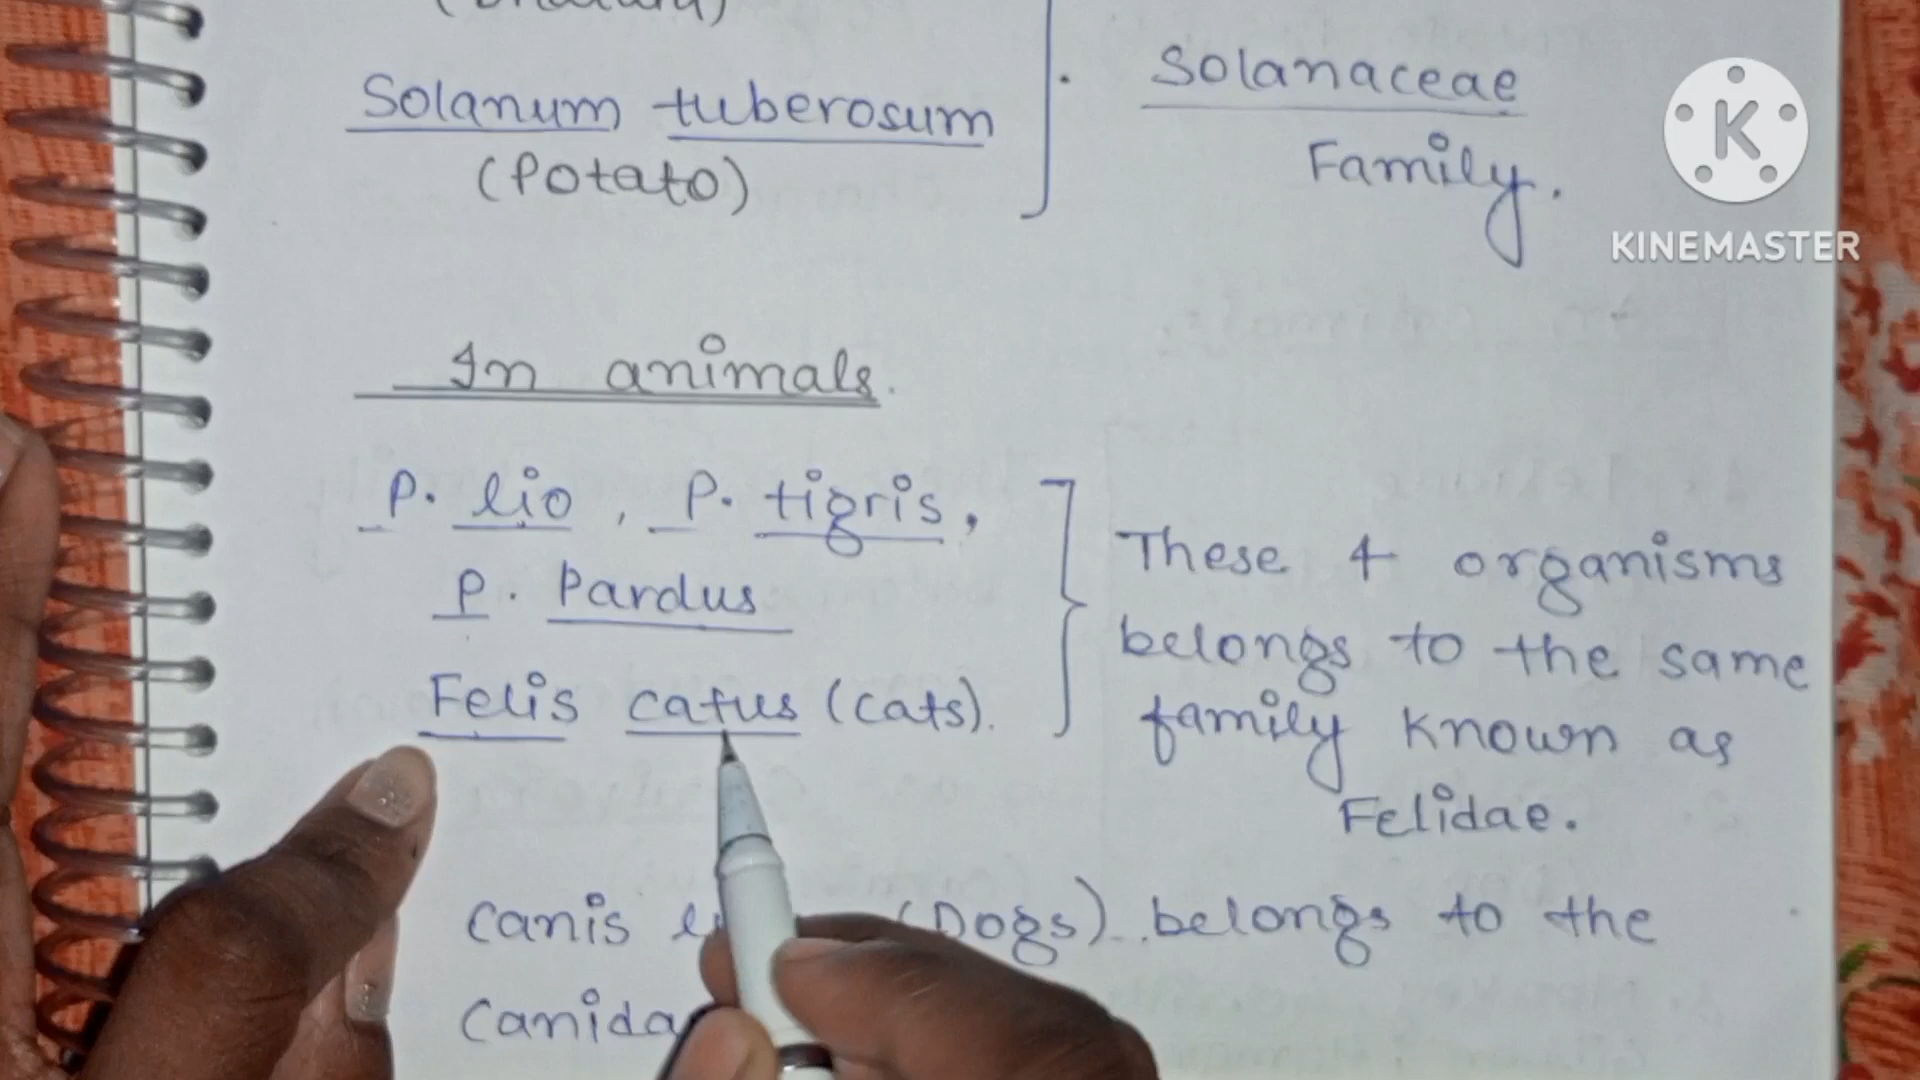 Solanum tuberosum
(Potato)
Solanaceae
Family.
KINEMASTER
In animals.
P. lio, P. tigris,
P. Pardus
Felis catus (cats).
These 4 organisms
belongs to the same
family known as
Felidae.
Canis (Dogs) belongs to the